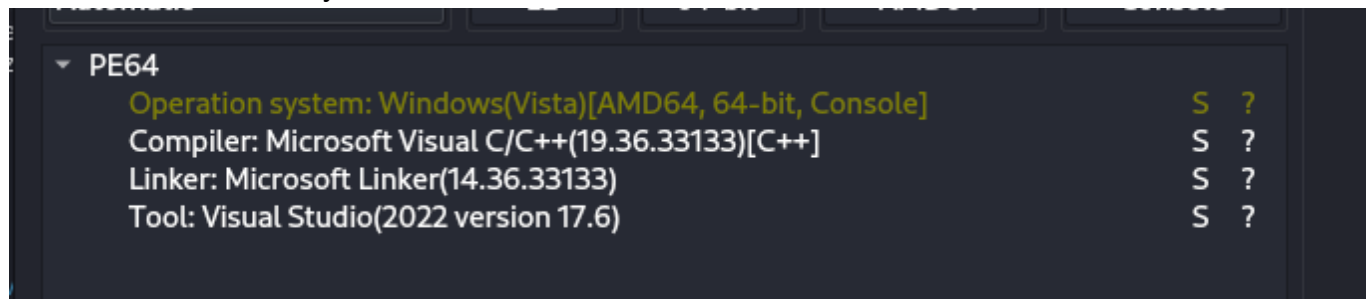 PE64
Operation system: Windows(Vista)[AMD64, 64-bit, Console] S ?
Compiler: Microsoft Visual C/C++(19.36.33133)[C++] S ?
Linker: Microsoft Linker(14.36.33133) S ?
Tool: Visual Studio(2022 version 17.6) S ?